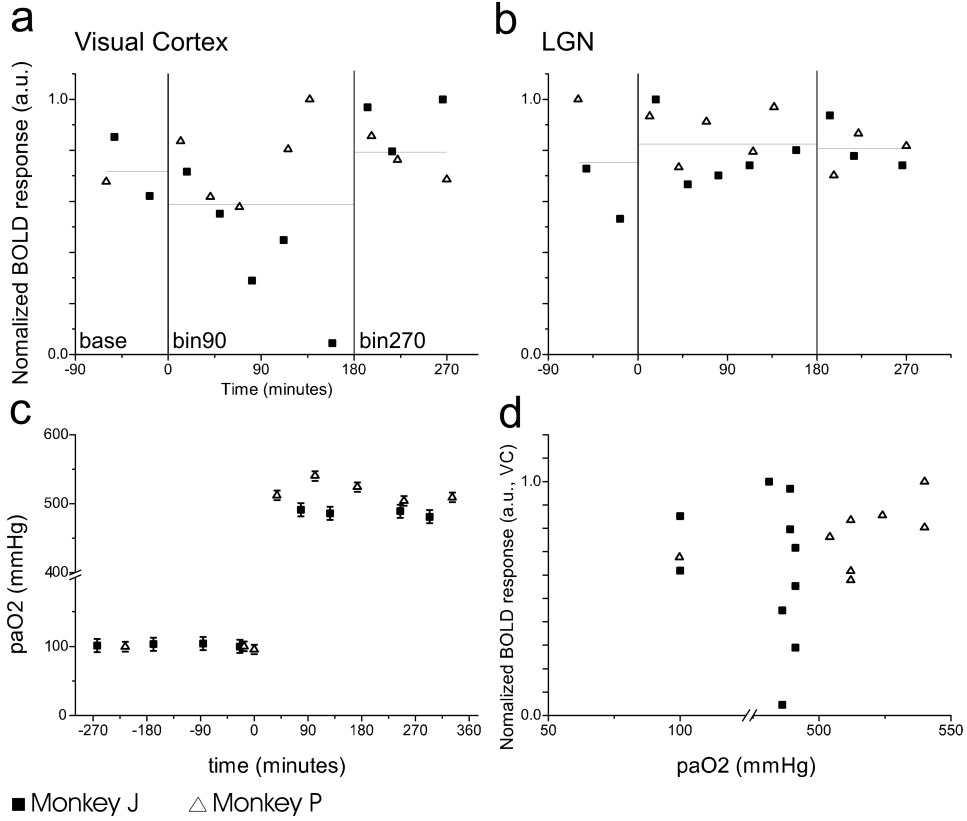 a
Visual Cortex
Nomalized BOLD response (a.u.)
1.0
0.0
base
bin90
bin270
-90
0
90
180
270
Time (minutes)
b
LGN
1.0
0.0
-90
0
90
180
270
c
paO2 (mmHg)
600
500
400
100
0
-270
-180
-90
0
90
180
270
360
time (minutes)
d
Nomalized BOLD response (a.u., VC)
1.0
0.0
50
100
500
550
paO2 (mmHg)
Monkey J
Monkey P